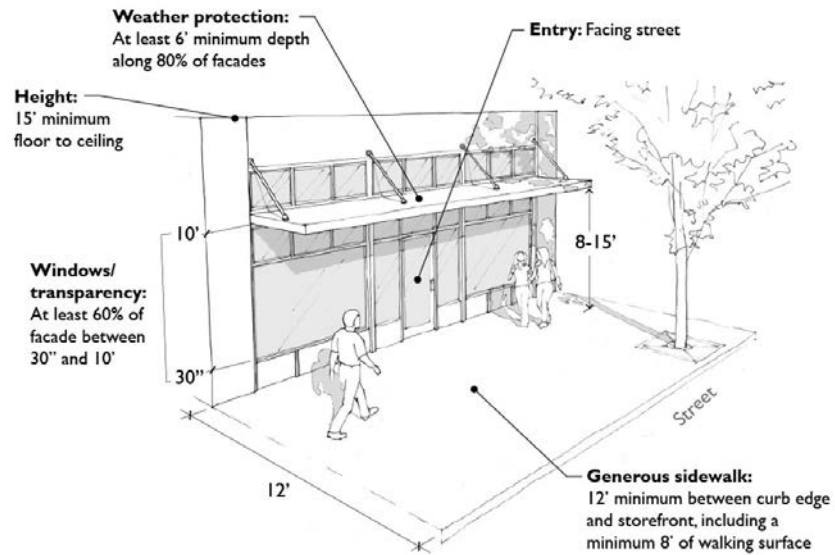 Weather protection:
At least 6' minimum depth
along 80% of facades
Entry: Facing street
Height:
15' minimum
floor to ceiling
10'
8-15'
Windows/
transparency:
At least 60% of
facade between
30" and 10'
30"
12'
Street
Generous sidewalk:
12' minimum between curb edge
and storefront, including a
minimum 8' of walking surface